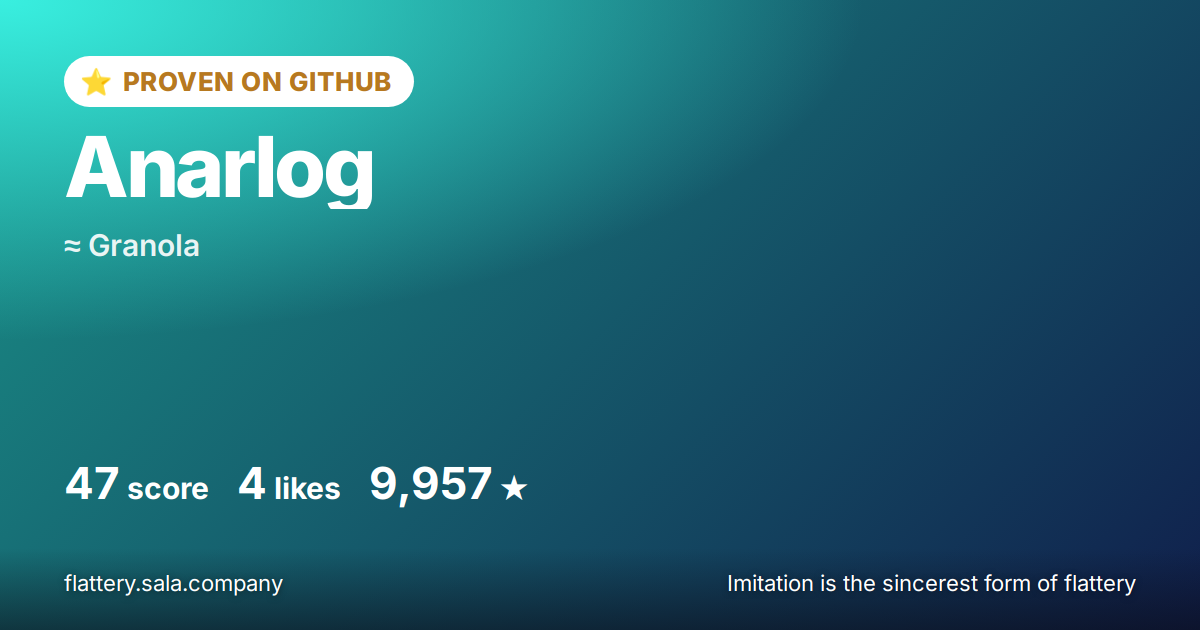 ⭐ PROVEN ON GITHUB
Anarlog
≈ Granola
47 score 4 likes 9,957 ★
flattery.sala.company
Imitation is the sincerest form of flattery